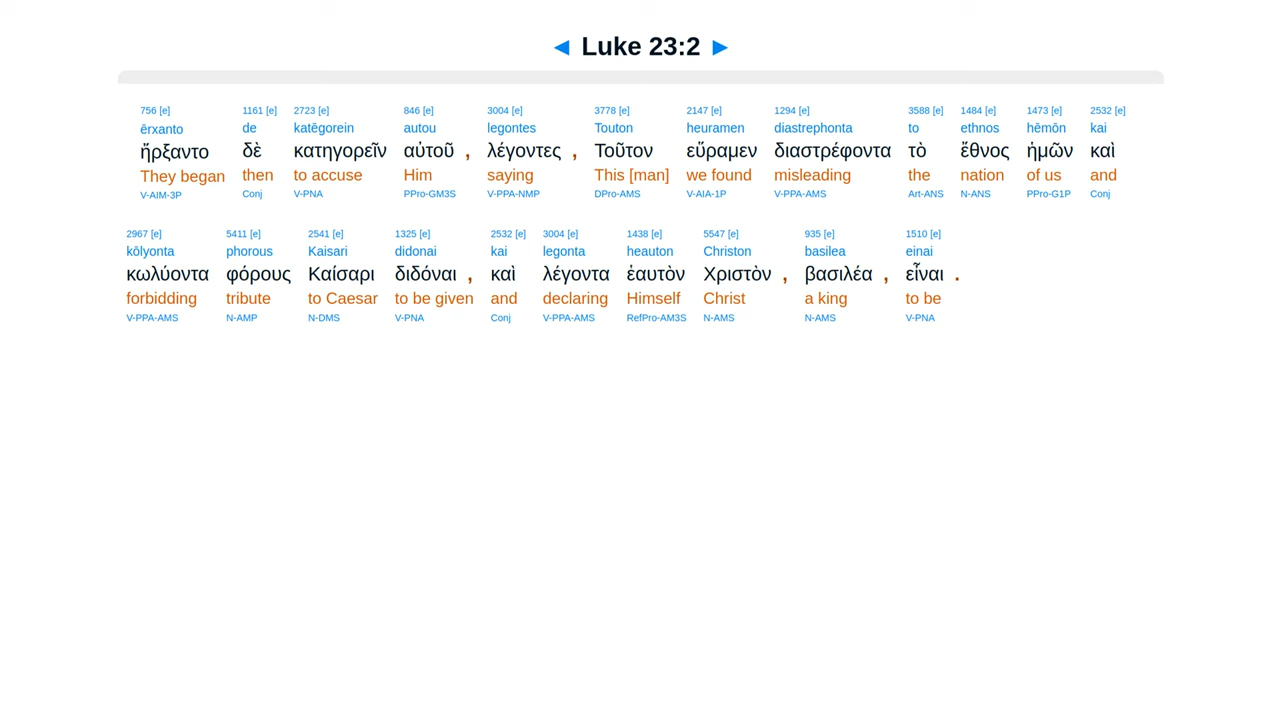 ◄ Luke 23:2 ►
756 [e] 1161 [e] 2723 [e] 846 [e] 3004 [e] 3778 [e] 2147 [e] 1294 [e] 3588 [e] 1484 [e] 1473 [e] 2532 [e]
ērxanto de katēgorein autou legontes Touton heuramen diastrephonta to ethnos hēmōn kai
ἤρξαντο δὲ κατηγορεῖν αὐτοῦ , λέγοντες , Τοῦτον εὕραμεν διαστρέφοντα τὸ ἔθνος ἡμῶν καὶ
They began then to accuse Him saying This [man] we found misleading the nation of us and
V-AIM-3P Conj V-PNA PPro-GM3S V-PPA-NMP DPro-AMS V-AIA-1P V-PPA-AMS Art-ANS N-ANS PPro-G1P Conj
2967 [e] 5411 [e] 2541 [e] 1325 [e] 2532 [e] 3004 [e] 1438 [e] 5547 [e] 935 [e] 1510 [e]
kōlyonta phorous Kaisari didonai kai legonta heauton Christon basilea einai
κωλύοντα φόρους Καίσαρι διδόναι , καὶ λέγοντα ἑαυτὸν Χριστὸν , βασιλέα , εἶναι .
forbidding tribute to Caesar to be given and declaring Himself Christ a king to be
V-PPA-AMS N-AMP N-DMS V-PNA Conj V-PPA-AMS RefPro-AM3S N-AMS N-AMS V-PNA